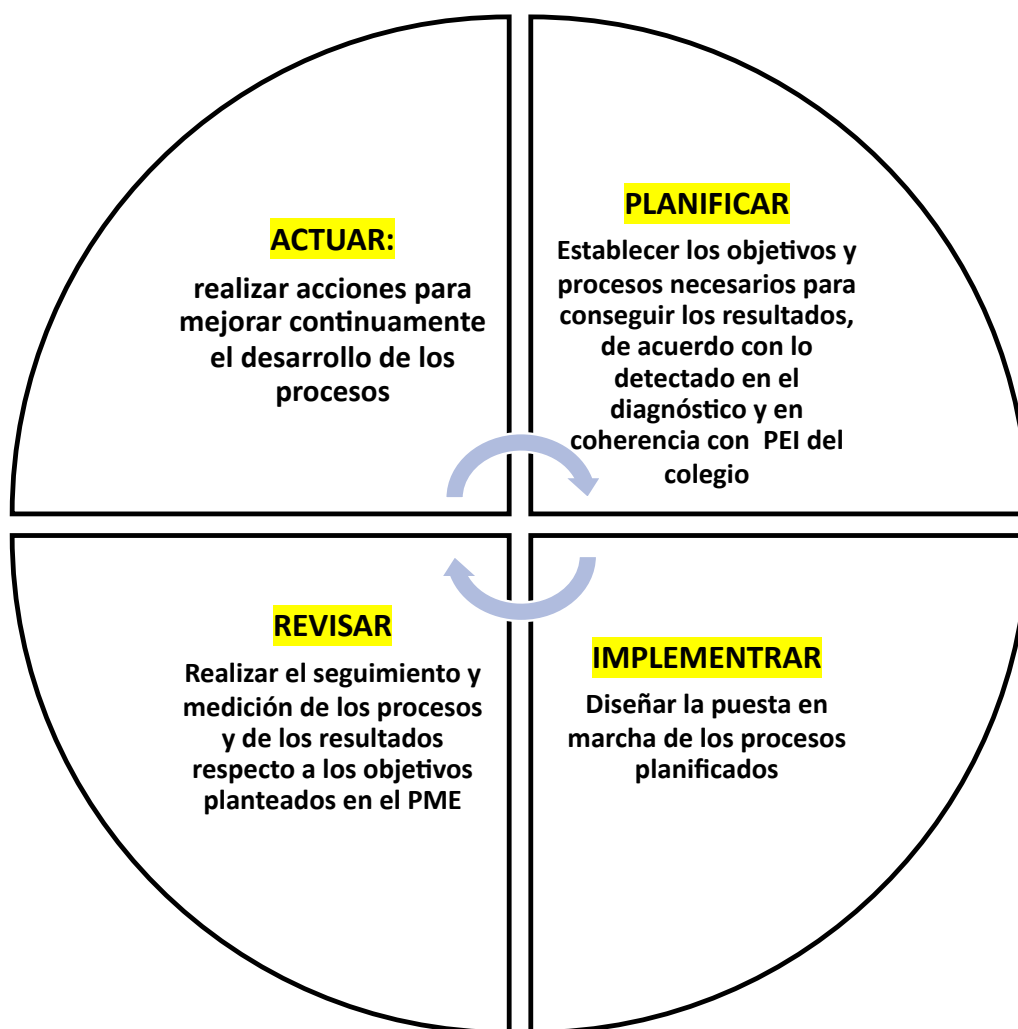 ACTUAR:
realizar acciones para
mejorar continuamente
el desarrollo de los
procesos
PLANIFICAR
Establecer los objetivos y
procesos necesarios para
conseguir los resultados,
de acuerdo con lo
detectado en el
diagnóstico y en
coherencia con  PEI del
colegio
REVISAR
Realizar el seguimiento y
medición de los procesos
y de los resultados
respecto a los objetivos
planteados en el PME
IMPLEMENTRAR
Diseñar la puesta en
marcha de los procesos
planificados